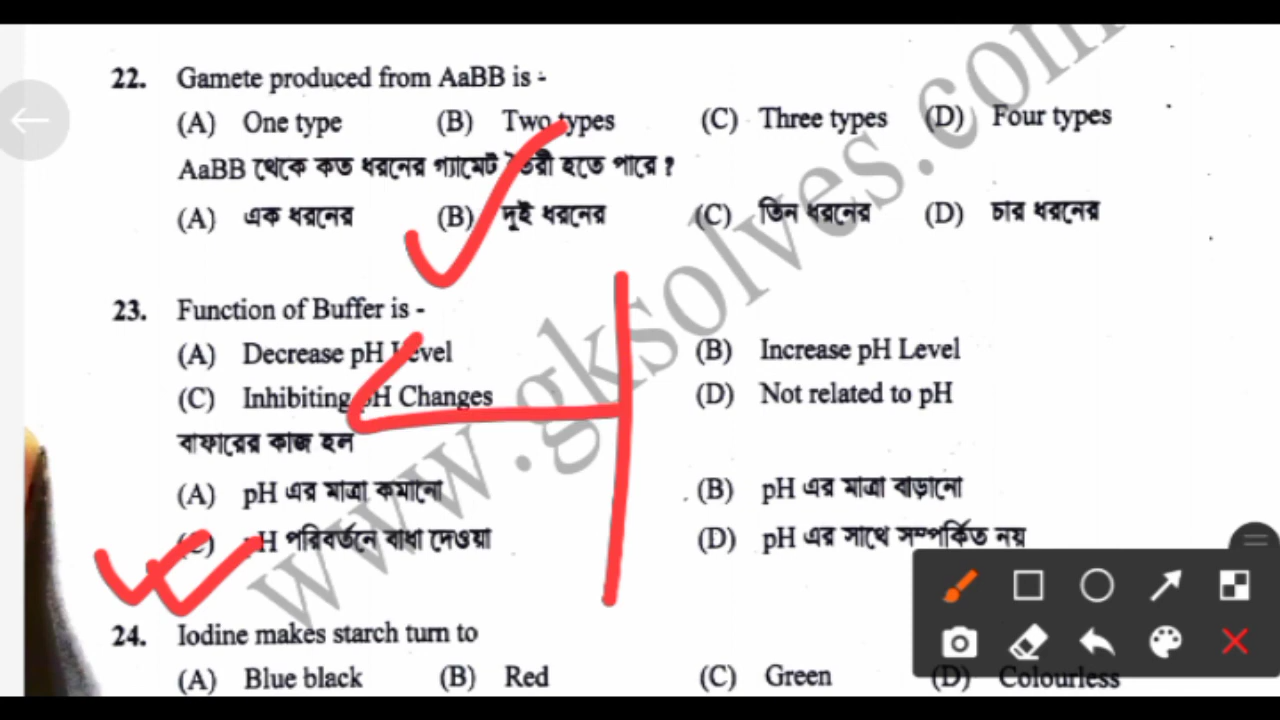 22. Gamete produced from AaBB is -
(A) One type (B) Two types (C) Three types (D) Four types
AaBB থেকে কত ধরনের গ্যামেট তৈরী হতে পারে ?
(A) এক ধরনের (B) দুই ধরনের (C) তিন ধরনের (D) চার ধরনের
23. Function of Buffer is -
(A) Decrease pH Level (B) Increase pH Level
(C) Inhibiting pH Changes (D) Not related to pH
বাফারের কাজ হল
(A) pH এর মাত্রা কমানো (B) pH এর মাত্রা বাড়ানো
(C) pH পরিবর্তনে বাধা দেওয়া (D) pH এর সাথে সম্পর্কিত নয়
24. Iodine makes starch turn to
(A) Blue black (B) Red (C) Green (D) Colourless
www.gksolves.com